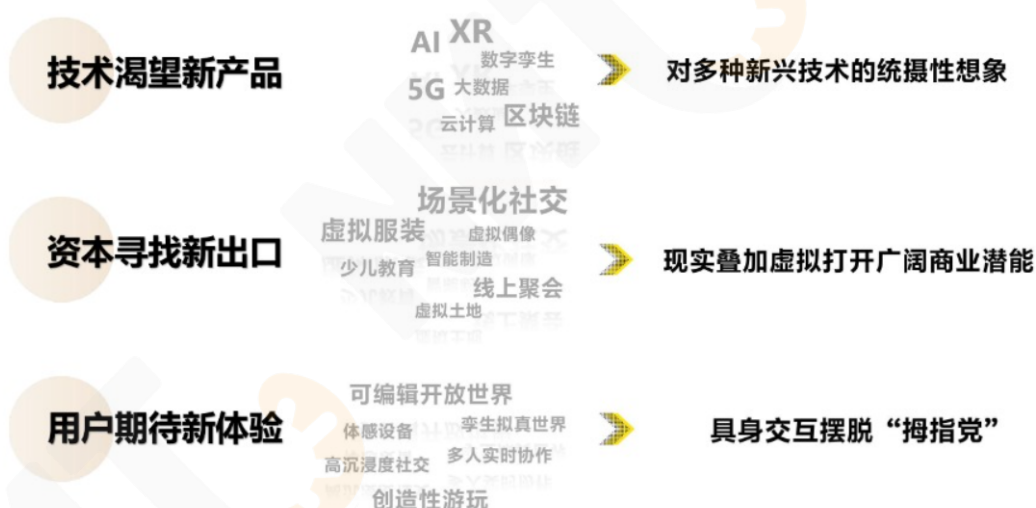 技术渴望新产品
AI XR
数字孪生
5G 大数据
云计算 区块链
对多种新兴技术的统摄性想象
资本寻找新出口
场景化社交
虚拟服装 虚拟偶像
少儿教育 智能制造
线上聚会
虚拟土地
现实叠加虚拟打开广阔商业潜能
用户期待新体验
可编辑开放世界
体感设备 孪生拟真世界
高沉浸度社交 多人实时协作
创造性游玩
具身交互摆脱“拇指党”